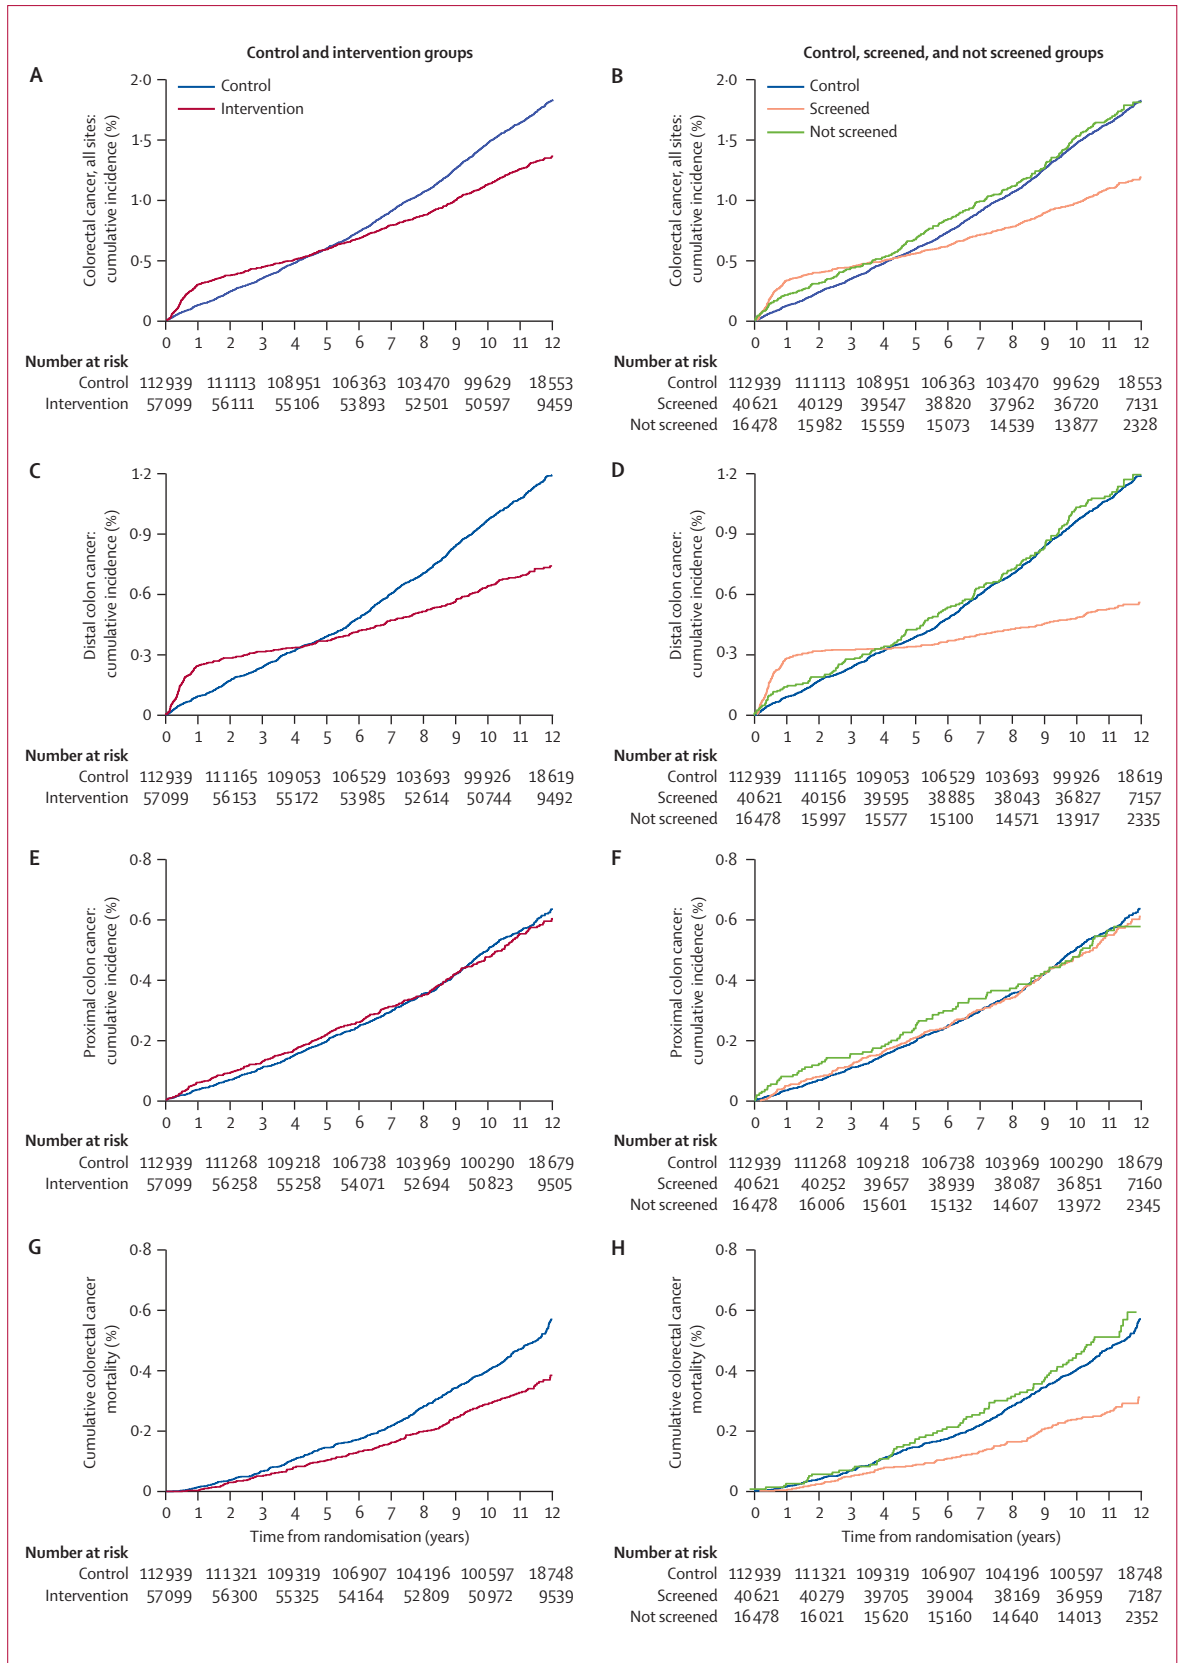 Control and intervention groups
Control, screened, and not screened groups
A
Colorectal cancer, all sites:
cumulative incidence (%)
2·0
1·5
1·0
0·5
0
Control
Intervention
0 1 2 3 4 5 6 7 8 9 10 11 12
Number at risk
Control 112 939 111 113 108 951 106 363 103 470 99 629 18 553
Intervention 57 099 56 111 55 106 53 893 52 501 50 597 9459
B
Colorectal cancer, all sites:
cumulative incidence (%)
2·0
1·5
1·0
0·5
0
Control
Screened
Not screened
0 1 2 3 4 5 6 7 8 9 10 11 12
Number at risk
Control 112 939 111 113 108 951 106 363 103 470 99 629 18 553
Screened 40 621 40 129 39 547 38 820 37 962 36 720 7131
Not screened 16 478 15 982 15 559 15 073 14 539 13 877 2328
C
Distal colon cancer:
cumulative incidence (%)
1·2
0·9
0·6
0·3
0
0 1 2 3 4 5 6 7 8 9 10 11 12
Number at risk
Control 112 939 111 165 109 053 106 529 103 693 99 926 18 619
Intervention 57 099 56 153 55 172 53 985 52 614 50 744 9492
D
Distal colon cancer:
cumulative incidence (%)
1·2
0·9
0·6
0·3
0
0 1 2 3 4 5 6 7 8 9 10 11 12
Number at risk
Control 112 939 111 165 109 053 106 529 103 693 99 926 18 619
Screened 40 621 40 156 39 595 38 885 38 043 36 827 7157
Not screened 16 478 15 997 15 577 15 100 14 571 13 917 2335
E
Proximal colon cancer:
cumulative incidence (%)
0·8
0·6
0·4
0·2
0
0 1 2 3 4 5 6 7 8 9 10 11 12
Number at risk
Control 112 939 111 268 109 218 106 738 103 969 100 290 18 679
Intervention 57 099 56 258 55 258 54 071 52 694 50 823 9505
F
Proximal colon cancer:
cumulative incidence (%)
0·8
0·6
0·4
0·2
0
0 1 2 3 4 5 6 7 8 9 10 11 12
Number at risk
Control 112 939 111 268 109 218 106 738 103 969 100 290 18 679
Screened 40 621 40 252 39 657 38 939 38 087 36 851 7160
Not screened 16 478 16 006 15 601 15 132 14 607 13 972 2345
G
Cumulative colorectal cancer
mortality (%)
0·8
0·6
0·4
0·2
0
0 1 2 3 4 5 6 7 8 9 10 11 12
Time from randomisation (years)
Number at risk
Control 112 939 111 321 109 319 106 907 104 196 100 597 18 748
Intervention 57 099 56 300 55 325 54 164 52 809 50 972 9539
H
Cumulative colorectal cancer
mortality (%)
0·8
0·6
0·4
0·2
0
0 1 2 3 4 5 6 7 8 9 10 11 12
Time from randomisation (years)
Number at risk
Control 112 939 111 321 109 319 106 907 104 196 100 597 18 748
Screened 40 621 40 279 39 705 39 004 38 169 36 959 7187
Not screened 16 478 16 021 15 620 15 160 14 640 14 013 2352